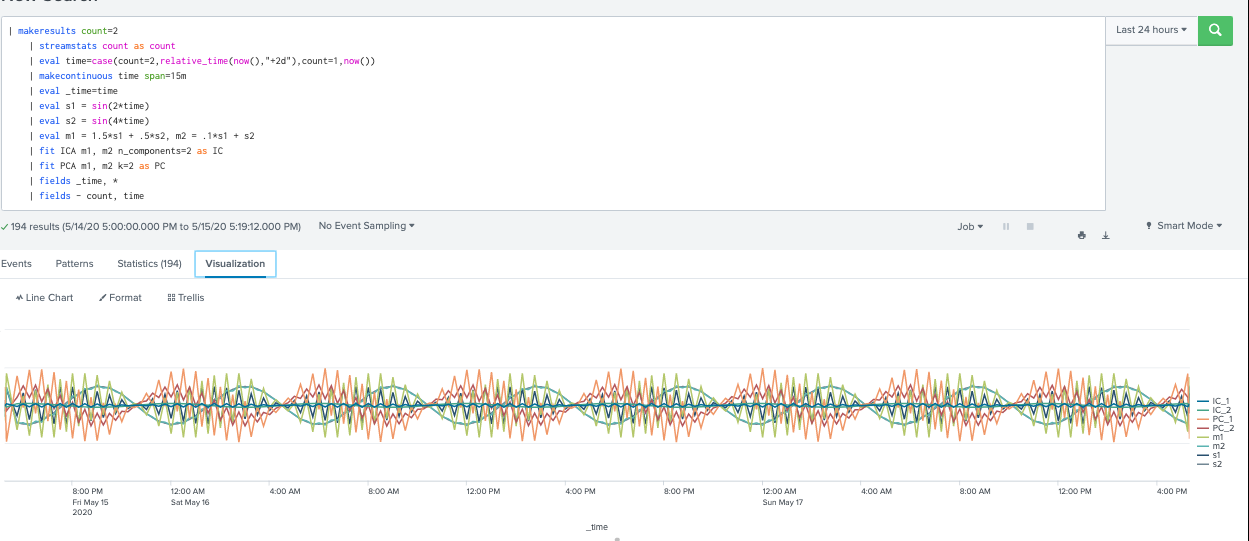 | makeresults count=2
| streamstats count as count
| eval time=case(count=2,relative_time(now(),"+2d"),count=1,now())
| makecontinuous time span=15m
| eval _time=time
| eval s1 = sin(2*time)
| eval s2 = sin(4*time)
| eval m1 = 1.5*s1 + .5*s2, m2 = .1*s1 + s2
| fit ICA m1, m2 n_components=2 as IC
| fit PCA m1, m2 k=2 as PC
| fields _time, *
| fields - count, time
Last 24 hours
194 results (5/14/20 5:00:00.000 PM to 5/15/20 5:19:12.000 PM)
No Event Sampling
Job
Smart Mode
Events
Patterns
Statistics (194)
Visualization
Line Chart
Format
Trellis
IC_1
IC_2
PC_1
PC_2
m1
m2
s1
s2
8:00 PM
Fri May 15
2020
12:00 AM
Sat May 16
4:00 AM
8:00 AM
12:00 PM
4:00 PM
8:00 PM
12:00 AM
Sun May 17
4:00 AM
8:00 AM
12:00 PM
4:00 PM
_time